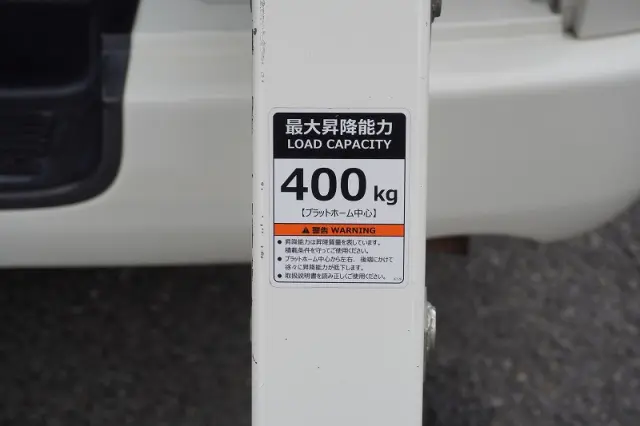 最大昇降能力
LOAD CAPACITY
400 kg
【プラットホーム中心】
⚠ 警告 WARNING
● 昇降能力は昇降質量を表しています。
積載条件を守ってご使用ください。
● プラットホーム中心から左右、後端にかけて
徐々に昇降能力が低下します。
● 取扱説明書を読み正しくご使用ください。